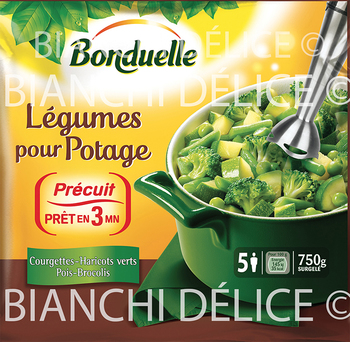 BIANCHI DÉLICE ©
Bonduelle
BIANCHI DÉLICE ©
Légumes
pour Potage
Précuit
PRÊT EN 3 MN
Courgettes-Haricots verts
Pois-Brocolis
5
750g
SURGELÉ
BIANCHI DÉLICE ©